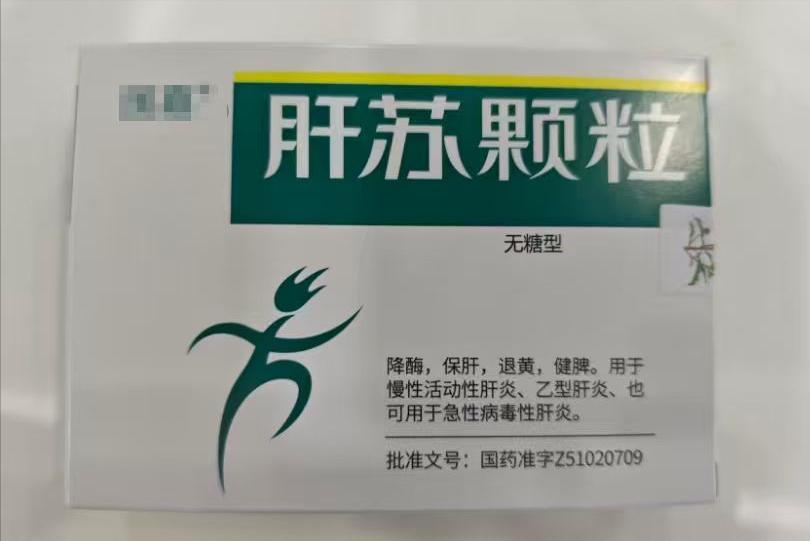 肝苏颗粒
无糖型
降酶，保肝，退黄，健脾。用于
慢性活动性肝炎、乙型肝炎、也
可用于急性病毒性肝炎。
批准文号：国药准字Z51020709